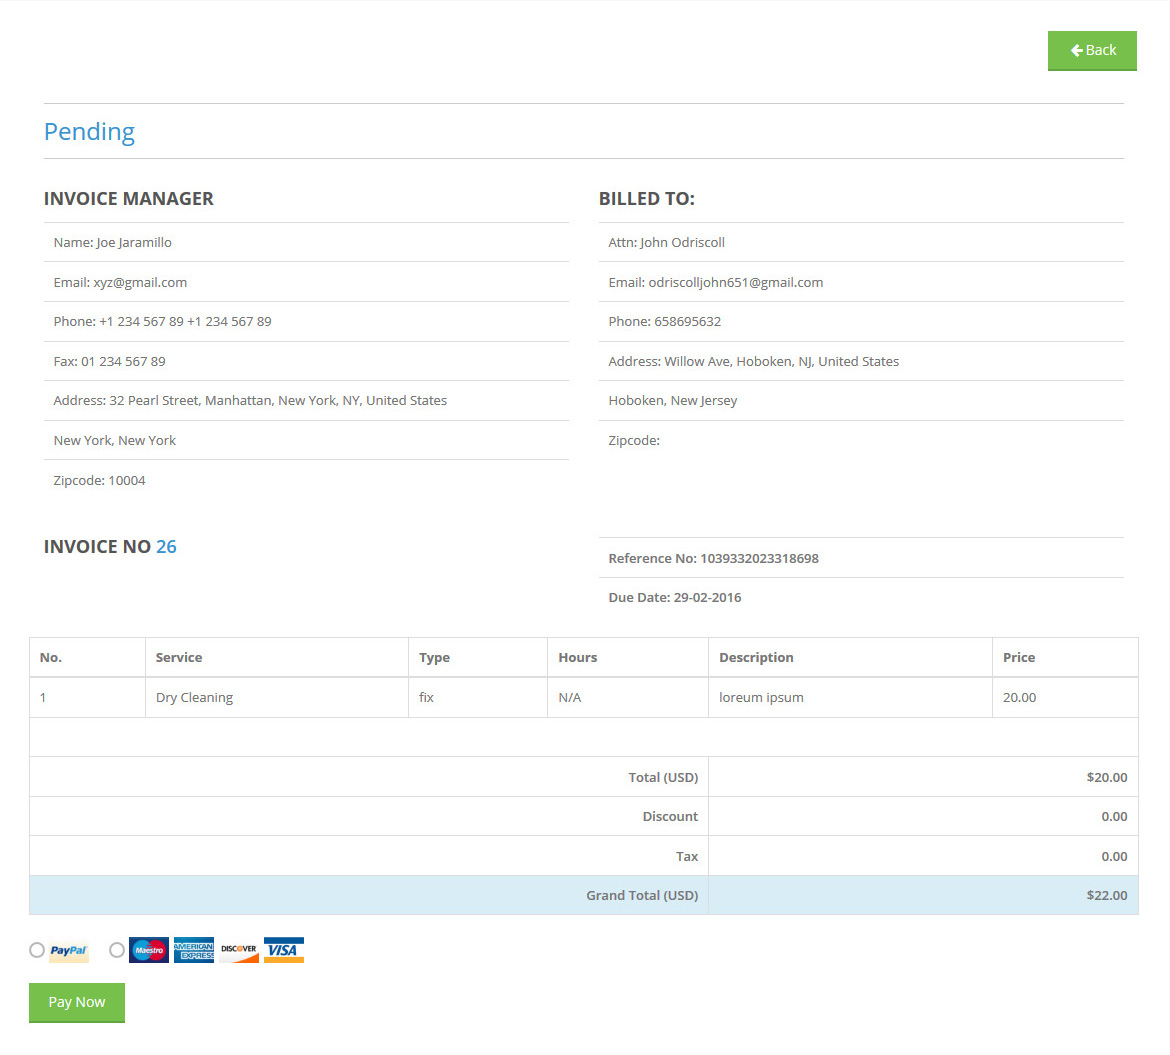 Back
Pending
INVOICE MANAGER
Name: Joe Jaramillo
Email: xyz@gmail.com
Phone: +1 234 567 89 +1 234 567 89
Fax: 01 234 567 89
Address: 32 Pearl Street, Manhattan, New York, NY, United States
New York, New York
Zipcode: 10004
BILLED TO:
Attn: John Odriscoll
Email: odriscolljohn651@gmail.com
Phone: 658695632
Address: Willow Ave, Hoboken, NJ, United States
Hoboken, New Jersey
Zipcode:
INVOICE NO 26
Reference No: 1039332023318698
Due Date: 29-02-2016
No. Service Type Hours Description Price
1 Dry Cleaning fix N/A loreum ipsum 20.00
Total (USD) $20.00
Discount 0.00
Tax 0.00
Grand Total (USD) $22.00
PayPal Maestro AMERICAN EXPRESS DISCOVER VISA
Pay Now